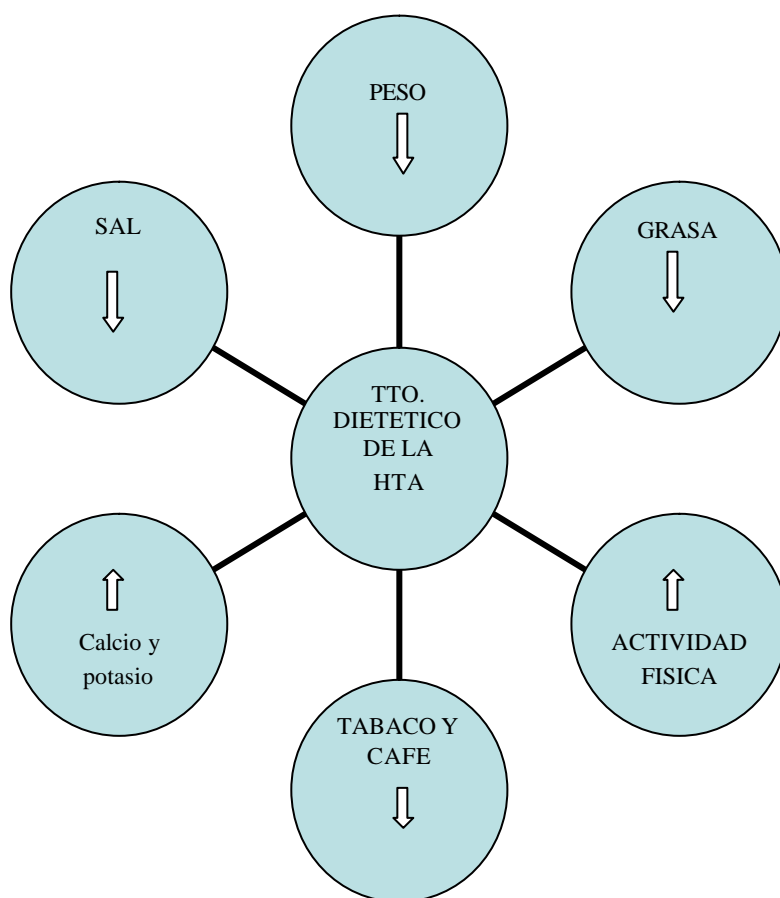 PESO
SAL
GRASA
TTO.
DIETETICO
DE LA
HTA
Calcio y
potasio
ACTIVIDAD
FISICA
TABACO Y
CAFE